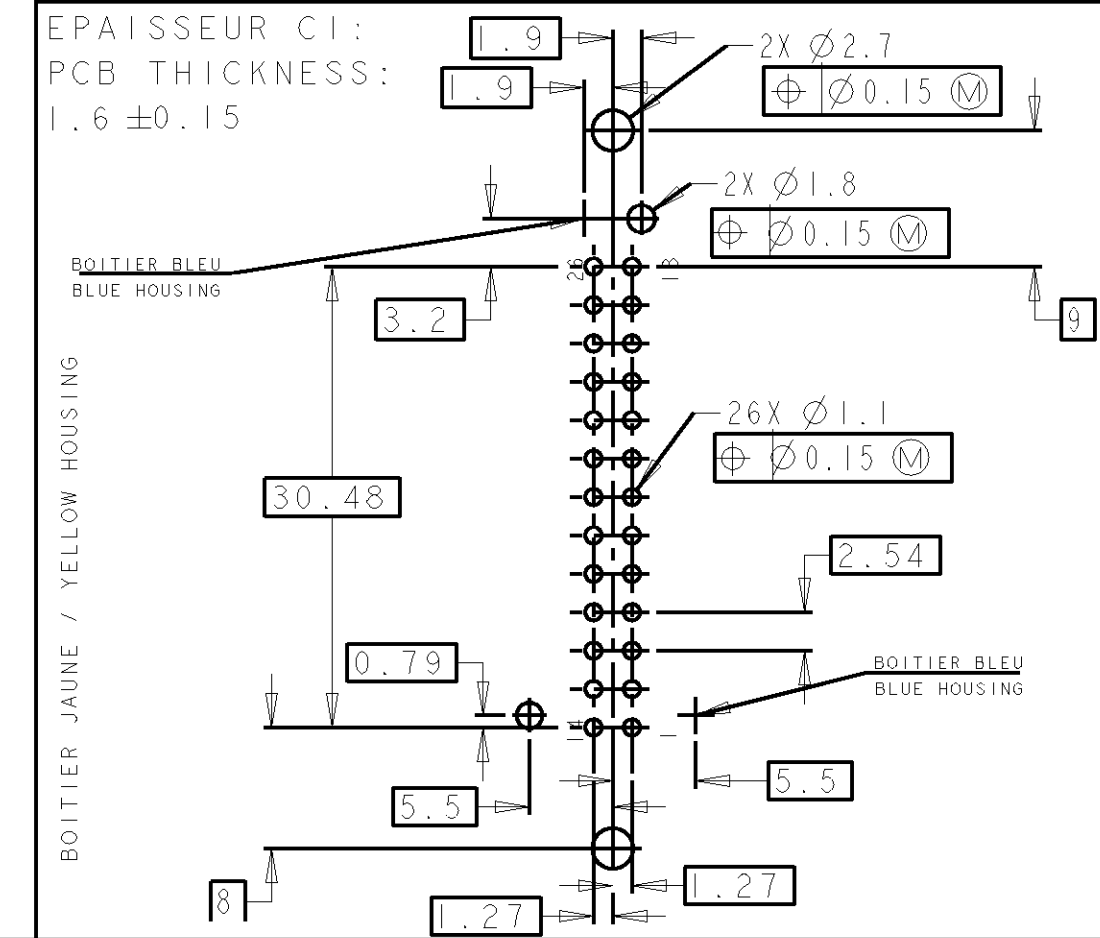 EPAISSEUR CI:
PCB THICKNESS:
1.6 ±0.15
1.9
1.9
2X Ø2.7
⌖ Ø0.15 Ⓜ
2X Ø1.8
⌖ Ø0.15 Ⓜ
BOITIER BLEU
BLUE HOUSING
26
13
3.2
9
BOITIER JAUNE / YELLOW HOUSING
26X Ø1.1
⌖ Ø0.15 Ⓜ
30.48
2.54
0.79
BOITIER BLEU
BLUE HOUSING
14
1
5.5
5.5
8
1.27
1.27